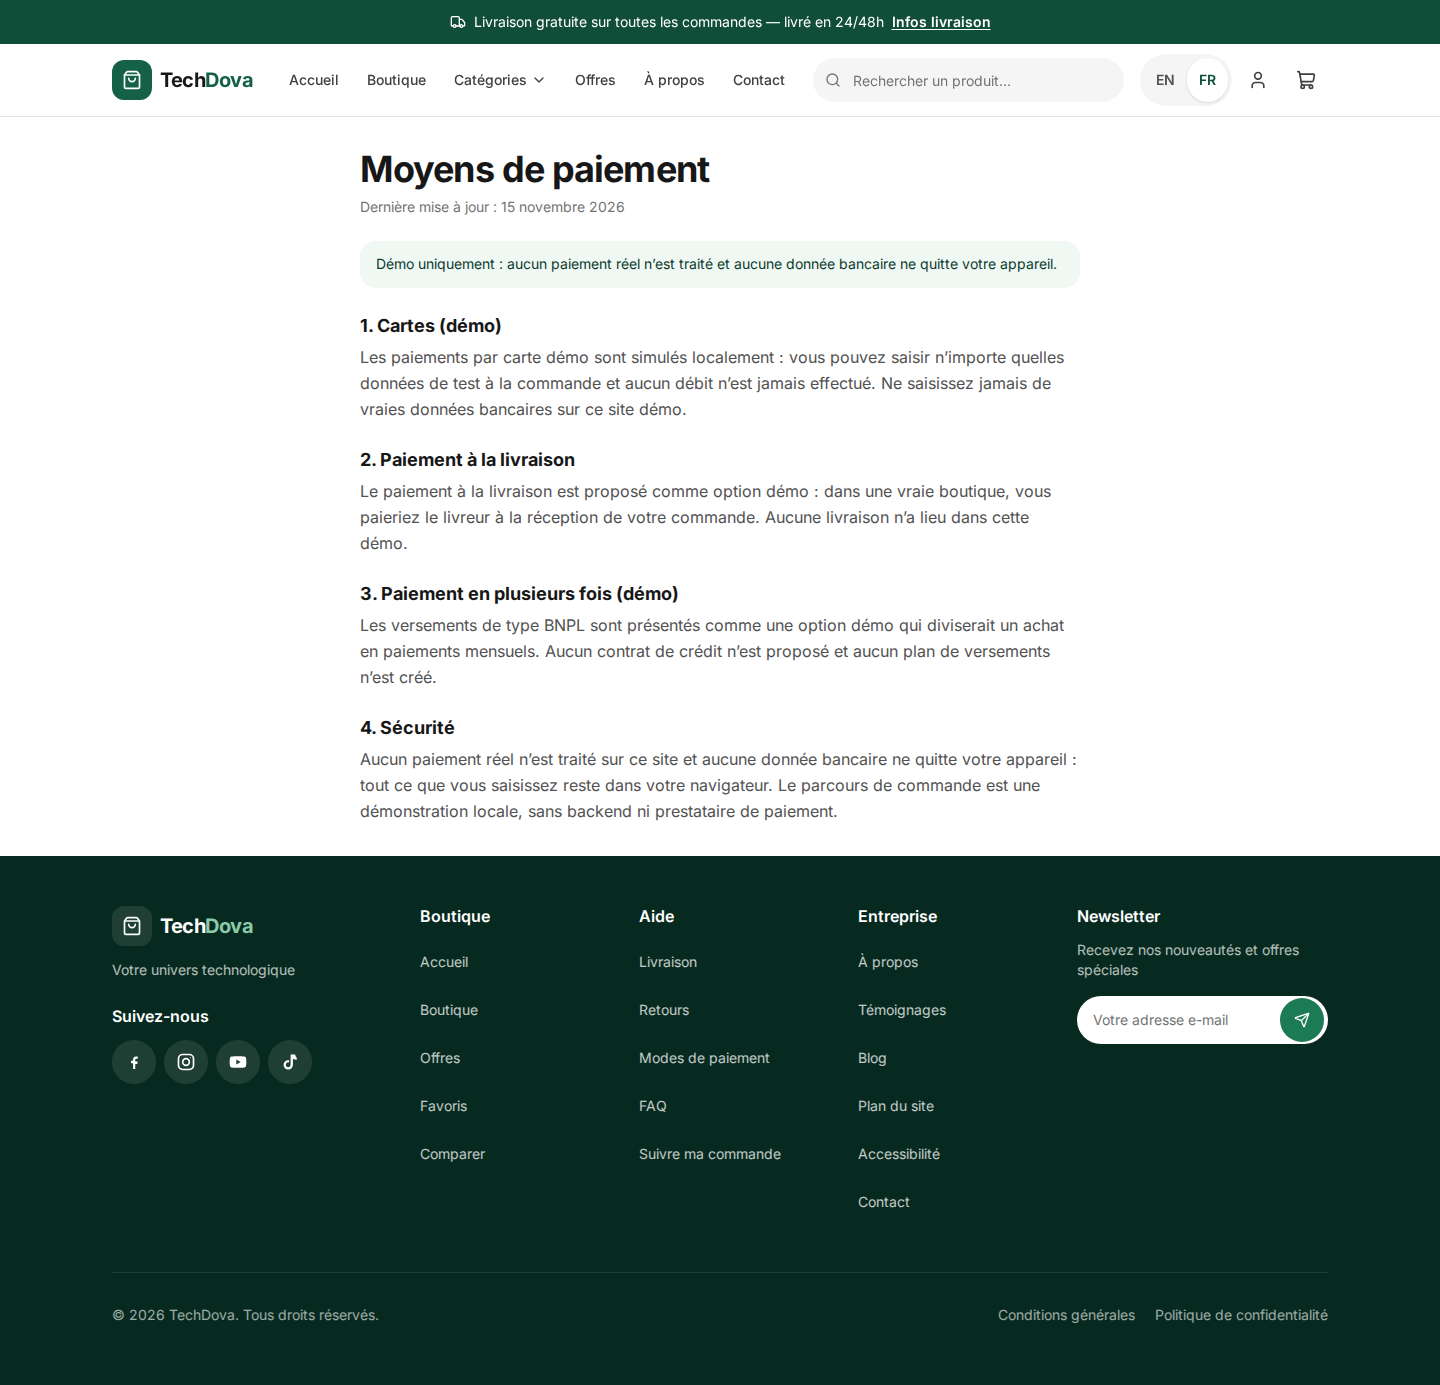 Livraison gratuite sur toutes les commandes — livré en 24/48h Infos livraison
TechDova Accueil Boutique Catégories Offres À propos Contact Rechercher un produit... EN FR
Moyens de paiement
Dernière mise à jour : 15 novembre 2026
Démo uniquement : aucun paiement réel n’est traité et aucune donnée bancaire ne quitte votre appareil.
1. Cartes (démo)
Les paiements par carte démo sont simulés localement : vous pouvez saisir n’importe quelles
données de test à la commande et aucun débit n’est jamais effectué. Ne saisissez jamais de
vraies données bancaires sur ce site démo.
2. Paiement à la livraison
Le paiement à la livraison est proposé comme option démo : dans une vraie boutique, vous
paieriez le livreur à la réception de votre commande. Aucune livraison n’a lieu dans cette
démo.
3. Paiement en plusieurs fois (démo)
Les versements de type BNPL sont présentés comme une option démo qui diviserait un achat
en paiements mensuels. Aucun contrat de crédit n’est proposé et aucun plan de versements
n’est créé.
4. Sécurité
Aucun paiement réel n’est traité sur ce site et aucune donnée bancaire ne quitte votre appareil :
tout ce que vous saisissez reste dans votre navigateur. Le parcours de commande est une
démonstration locale, sans backend ni prestataire de paiement.
TechDova
Votre univers technologique
Suivez-nous
Boutique
Accueil
Boutique
Offres
Favoris
Comparer
Aide
Livraison
Retours
Modes de paiement
FAQ
Suivre ma commande
Entreprise
À propos
Témoignages
Blog
Plan du site
Accessibilité
Contact
Newsletter
Recevez nos nouveautés et offres
spéciales
Votre adresse e-mail
© 2026 TechDova. Tous droits réservés.
Conditions générales Politique de confidentialité